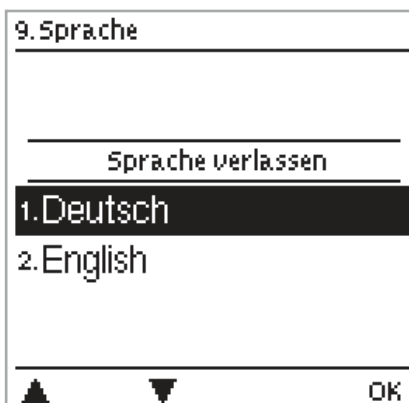 9.Sprache
Sprache verlassen
1.Deutsch
2.English
▲ ▼ OK